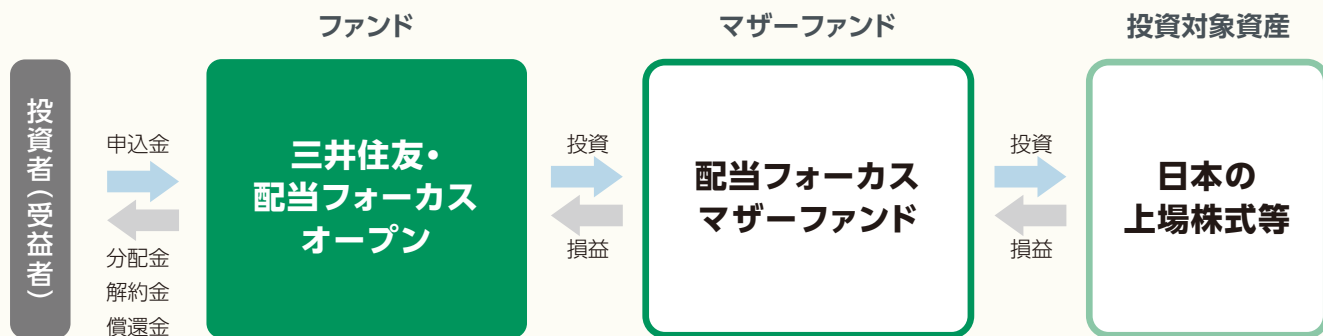 ファンド
マザーファンド
投資対象資産
投資者(受益者)
申込金
分配金
解約金
償還金
三井住友・
配当フォーカス
オープン
投資
損益
配当フォーカス
マザーファンド
投資
損益
日本の
上場株式等